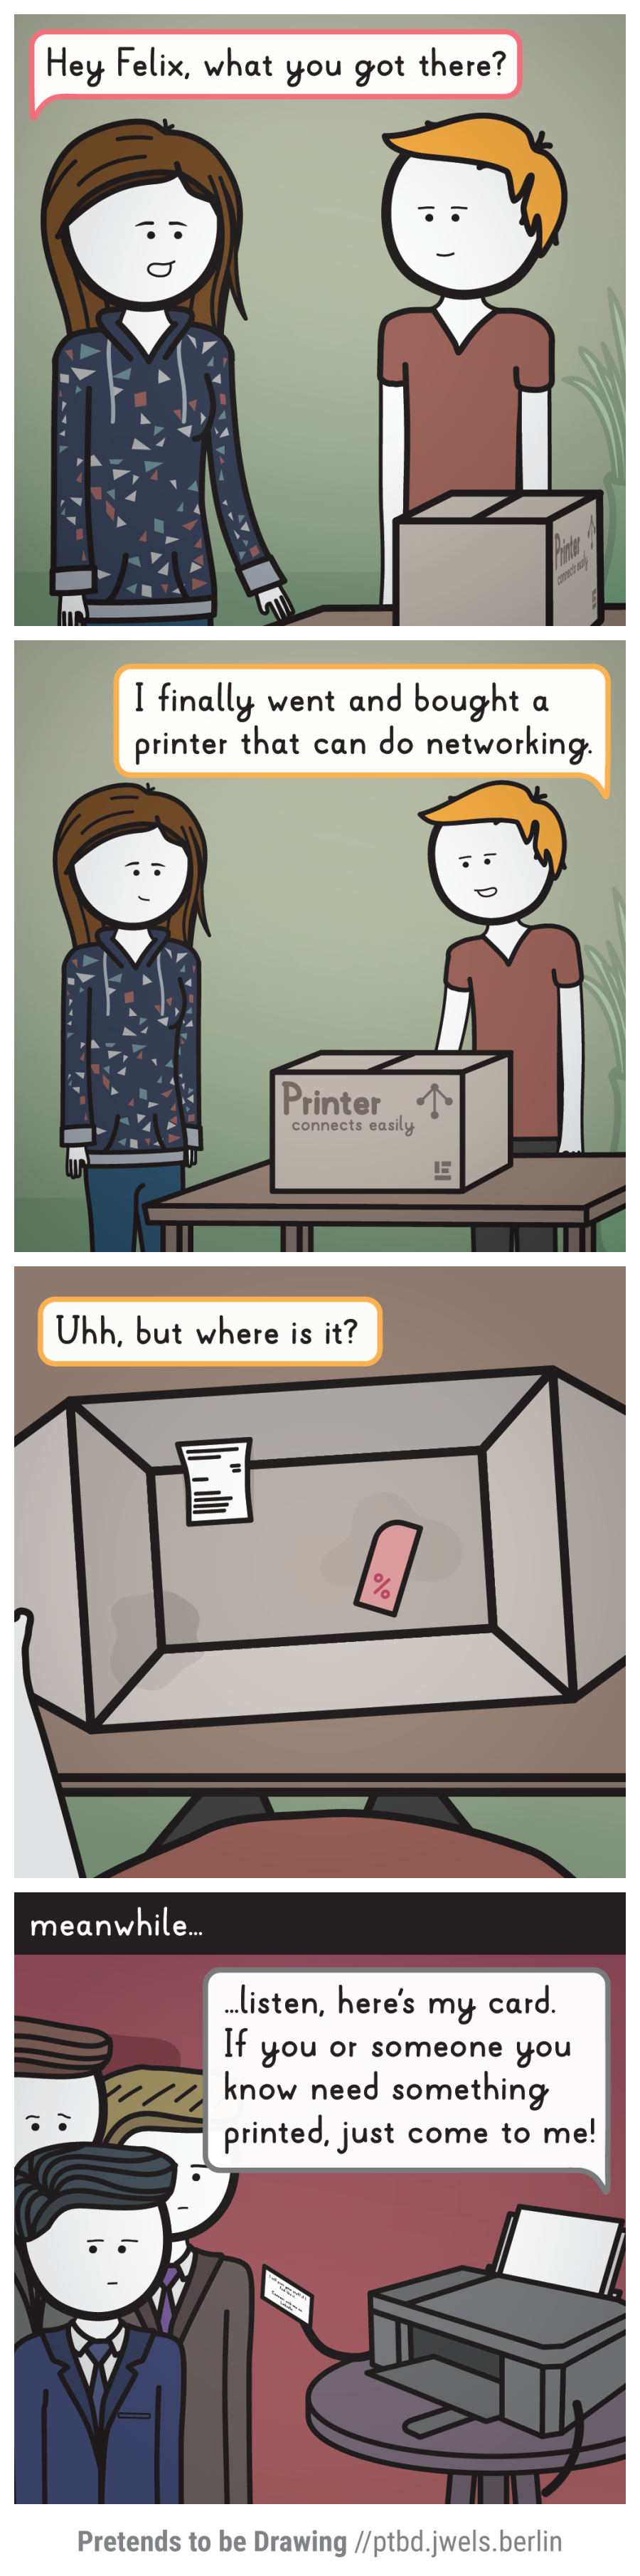 Hey Felix, what you got there?
Printer
connects easily
I finally went and bought a
printer that can do networking.
Printer
connects easily
Uhh, but where is it?
%
meanwhile...
...listen, here's my card.
If you or someone you
know need something
printed, just come to me!
Pretends to be Drawing //ptbd.jwels.berlin